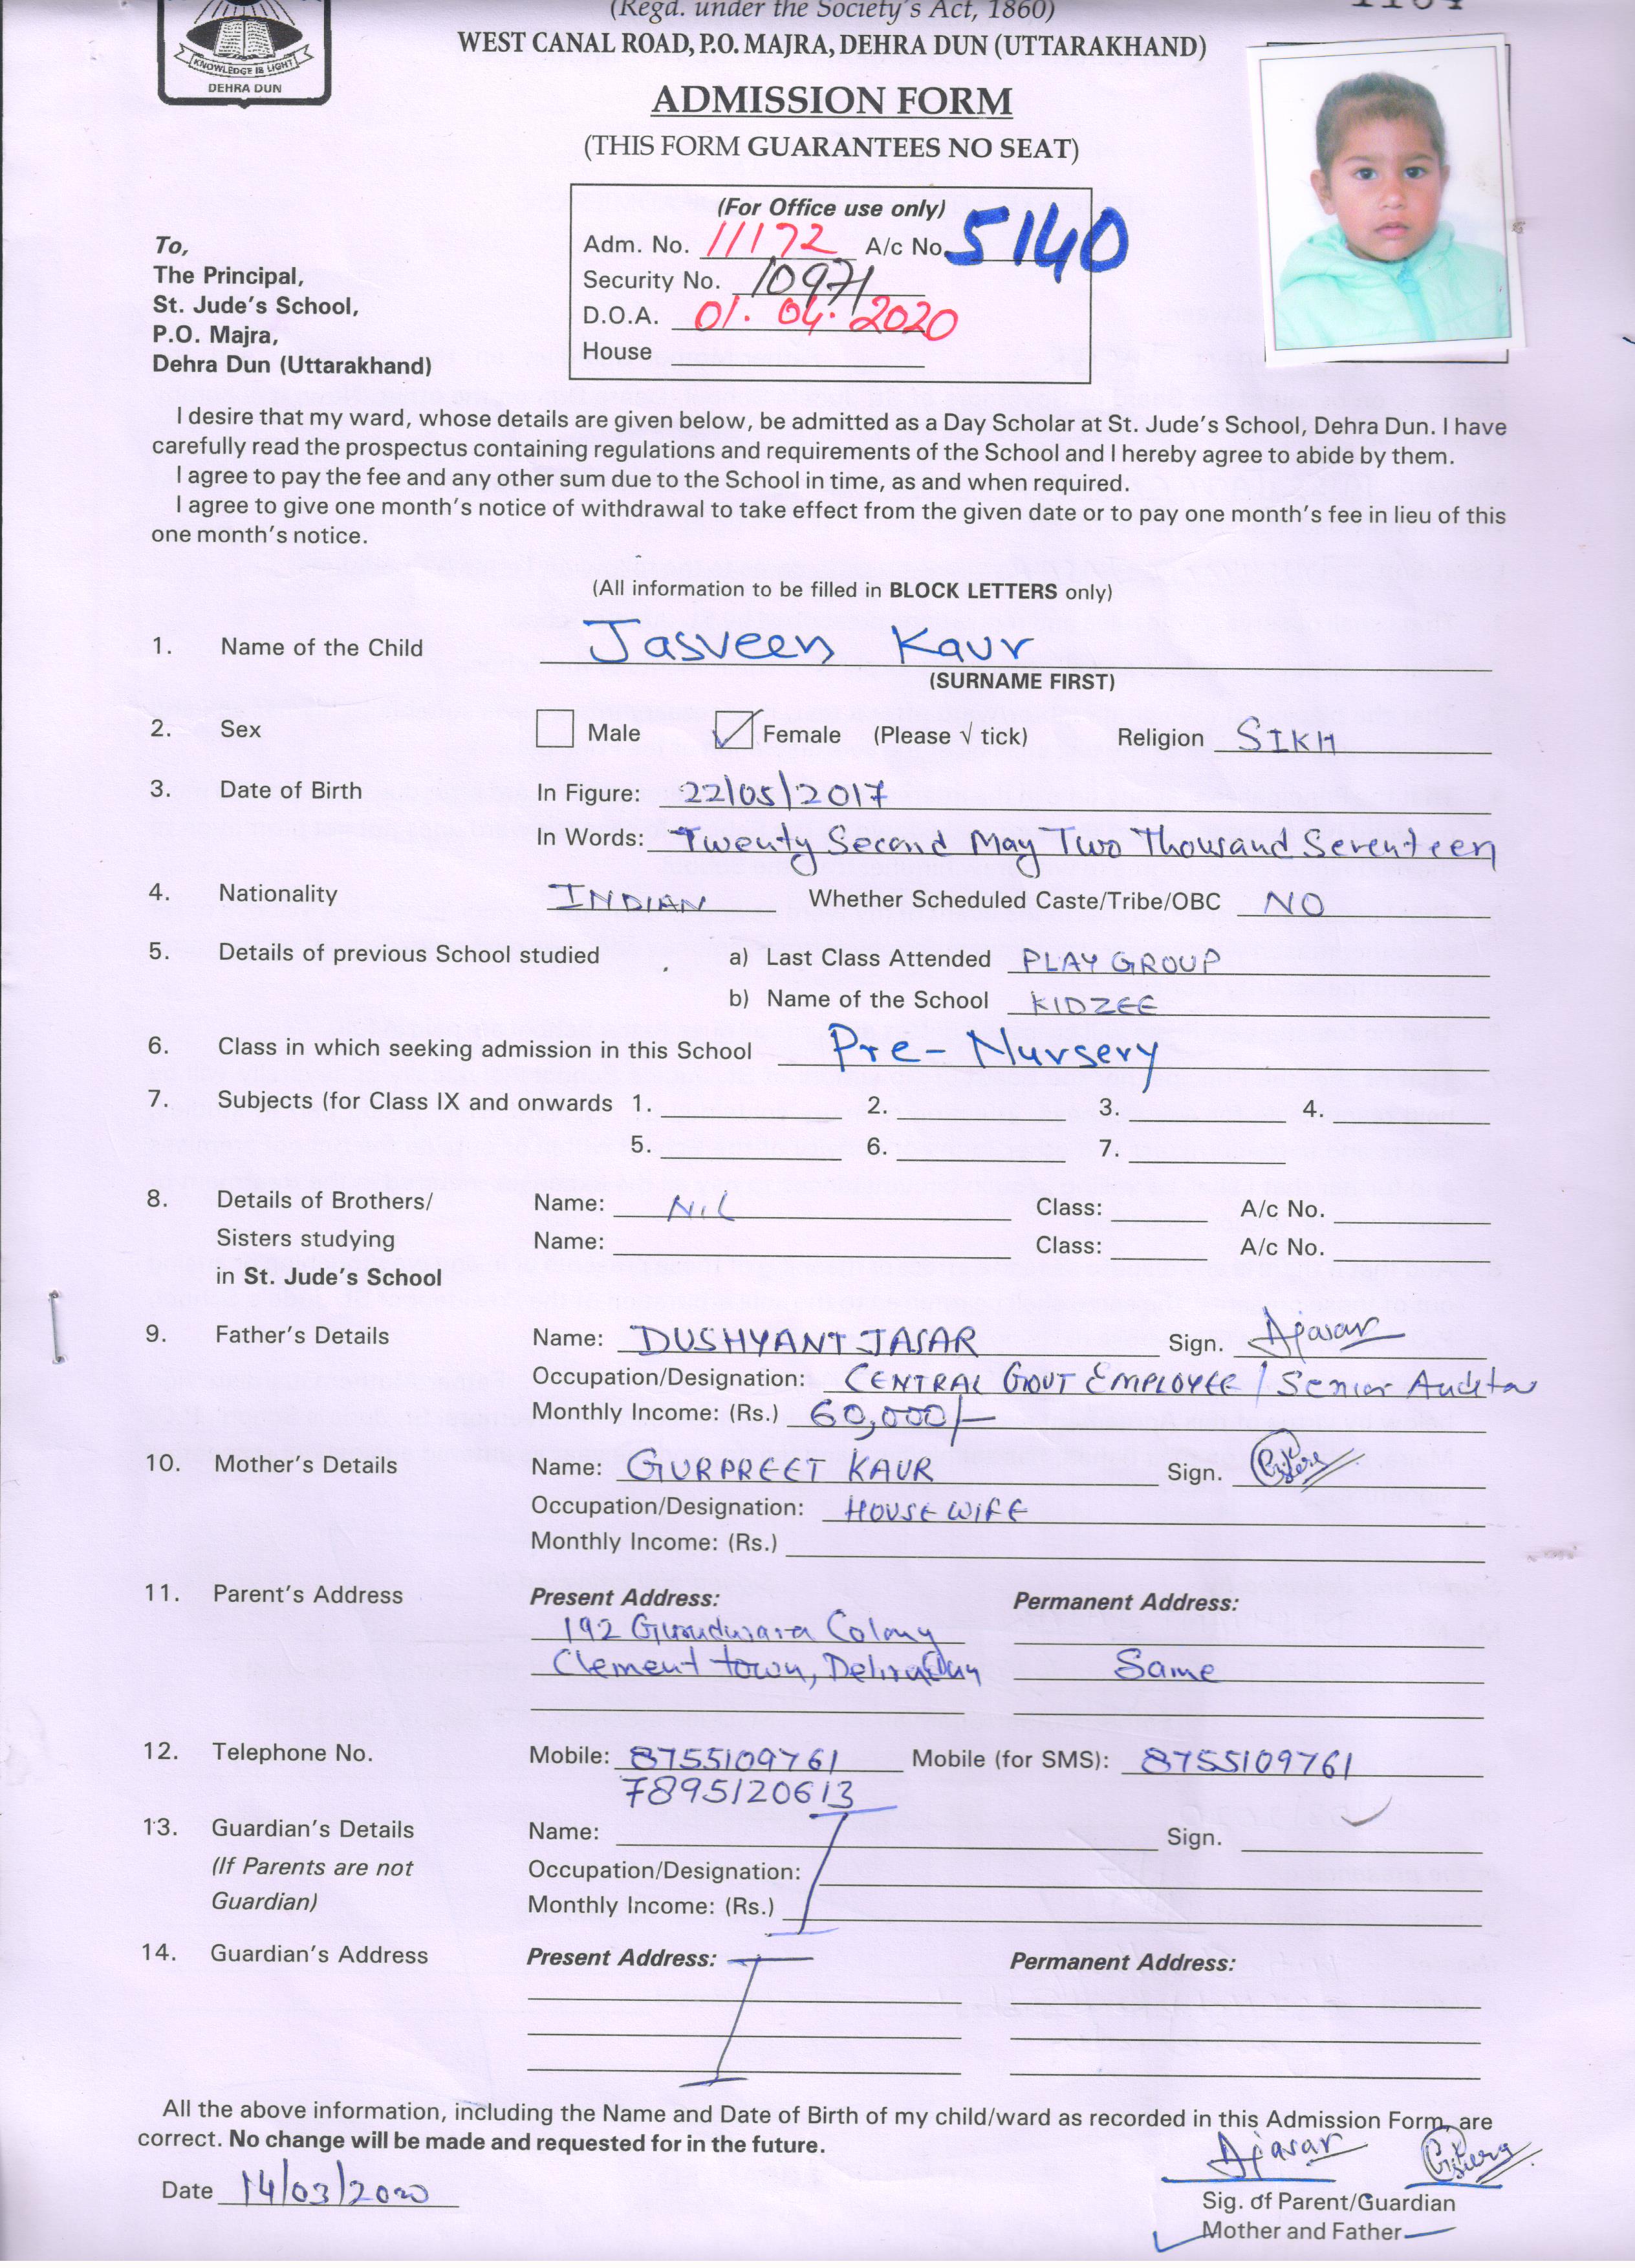 (Regd. under the Society's Act, 1860)
WEST CANAL ROAD, P.O. MAJRA, DEHRA DUN (UTTARAKHAND)
KNOWLEDGE IS LIGHT
DEHRA DUN
ADMISSION FORM
(THIS FORM GUARANTEES NO SEAT)
(For Office use only)
Adm. No. 11172 A/c No. 5140
Security No. 10971
D.O.A. 01.04.2020
House
To,
The Principal,
St. Jude's School,
P.O. Majra,
Dehra Dun (Uttarakhand)
I desire that my ward, whose details are given below, be admitted as a Day Scholar at St. Jude's School, Dehra Dun. I have
carefully read the prospectus containing regulations and requirements of the School and I hereby agree to abide by them.
I agree to pay the fee and any other sum due to the School in time, as and when required.
I agree to give one month's notice of withdrawal to take effect from the given date or to pay one month's fee in lieu of this
one month's notice.
(All information to be filled in BLOCK LETTERS only)
1. Name of the Child Jasveen Kaur
(SURNAME FIRST)
2. Sex Male Female (Please √ tick) Religion SIKH
3. Date of Birth In Figure: 22/05/2017
In Words: Twenty Second May Two Thousand Seventeen
4. Nationality INDIAN Whether Scheduled Caste/Tribe/OBC NO
5. Details of previous School studied a) Last Class Attended PLAY GROUP
b) Name of the School KIDZEE
6. Class in which seeking admission in this School Pre-Nursery
7. Subjects (for Class IX and onwards 1. 2. 3. 4.
5. 6. 7.
8. Details of Brothers/ Name: NiL Class: A/c No.
Sisters studying Name: Class: A/c No.
in St. Jude's School
9. Father's Details Name: DUSHYANT JASAR Sign. Djasar
Occupation/Designation: CENTRAL GOVT EMPLOYEE / Senior Auditor
Monthly Income: (Rs.) 60,000/-
10. Mother's Details Name: GURPREET KAUR Sign.
Occupation/Designation: HOUSE WIFE
Monthly Income: (Rs.)
11. Parent's Address Present Address: Permanent Address:
192 Gurudwara Colony
Clement town, DehraDun Same
12. Telephone No. Mobile: 8755109761 Mobile (for SMS): 8755109761
7895120613
13. Guardian's Details Name: Sign.
(If Parents are not Occupation/Designation:
Guardian) Monthly Income: (Rs.)
14. Guardian's Address Present Address: Permanent Address:
All the above information, including the Name and Date of Birth of my child/ward as recorded in this Admission Form, are
correct. No change will be made and requested for in the future.
Djasar
Date 14/03/2020
Sig. of Parent/Guardian
Mother and Father